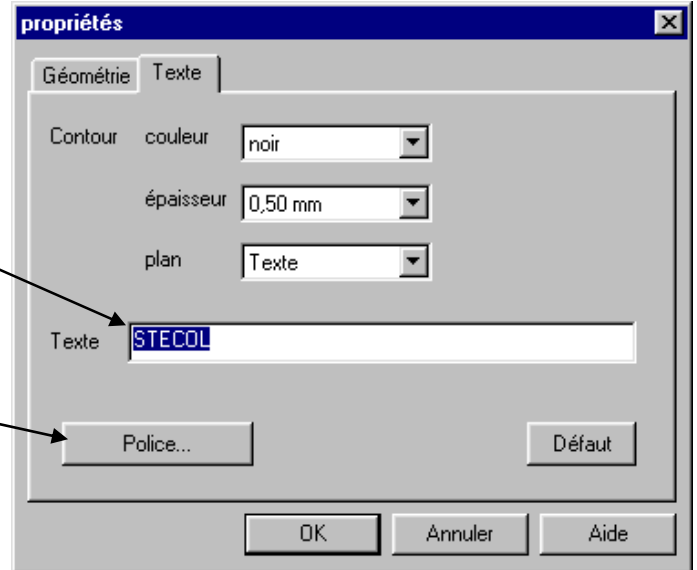 propriétés
Géométrie Texte
Contour couleur noir
épaisseur 0,50 mm
plan Texte
Texte STECOL
Police... Défaut
OK Annuler Aide